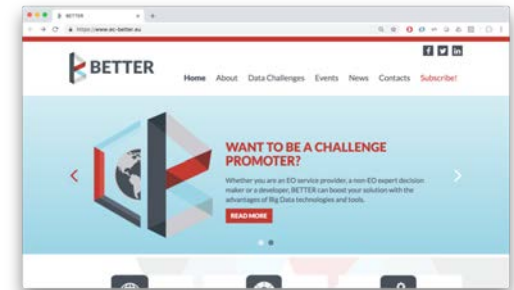 BETTER
https://www.ec-better.eu
BETTER
Home About Data Challenges Events News Contacts Subscribe!
WANT TO BE A CHALLENGE
PROMOTER?
Whether you are an EO service provider, a non-EO expert decision
maker or a developer, BETTER can boost your solution with the
advantages of Big Data technologies and tools.
READ MORE